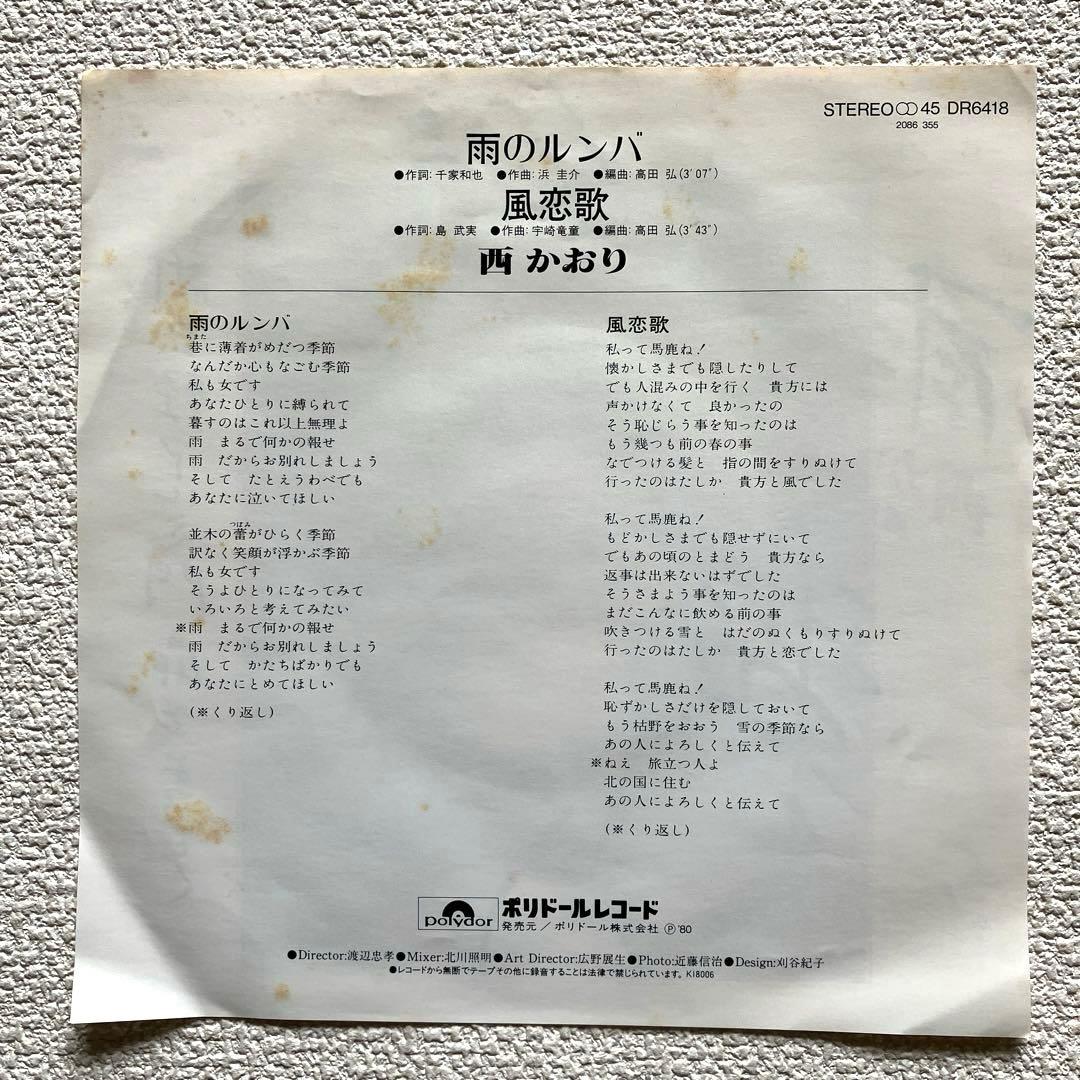 STEREO 45 DR6418
2086 355
雨のルンバ
●作詞:千家和也 ●作曲:浜 圭介 ●編曲:高田 弘(3′07″)
風恋歌
●作詞:島 武実 ●作曲:宇崎竜童 ●編曲:高田 弘(3′43″)
西 かおり
雨のルンバ
ちまた
巷に薄着がめだつ季節
なんだか心もなごむ季節
私も女です
あなたひとりに縛られて
暮すのはこれ以上無理よ
雨 まるで何かの報せ
雨 だからお別れしましょう
そして たとえうわべでも
あなたに泣いてほしい
つぼみ
並木の蕾がひらく季節
訳なく笑顔が浮かぶ季節
私も女です
そうよひとりになってみて
いろいろと考えてみたい
※雨 まるで何かの報せ
雨 だからお別れしましょう
そして かたちばかりでも
あなたにとめてほしい
(※くり返し)
風恋歌
私って馬鹿ね!
懐かしさまでも隠したりして
でも人混みの中を行く 貴方には
声かけなくて 良かったの
そう恥じらう事を知ったのは
もう幾つも前の春の事
なでつける髪と 指の間をすりぬけて
行ったのはたしか 貴方と風でした
私って馬鹿ね!
もどかしさまでも隠せずにいて
でもあの頃のとまどう 貴方なら
返事は出来ないはずでした
そうさまよう事を知ったのは
まだこんなに飲める前の事
吹きつける雪と はだのぬくもりすりぬけて
行ったのはたしか 貴方と恋でした
私って馬鹿ね!
恥ずかしさだけを隠しておいて
もう枯野をおおう 雪の季節なら
あの人によろしくと伝えて
※ねえ 旅立つ人よ
北の国に住む
あの人によろしくと伝えて
(※くり返し)
polydor ポリドールレコード
発売元/ポリドール株式会社 Ⓟ'80
●Director:渡辺忠孝●Mixer:北川照明●Art Director:広野展生●Photo:近藤信治●Design:刈谷紀子
●レコードから無断でテープその他に録音することは法律で禁じられています。KI8006